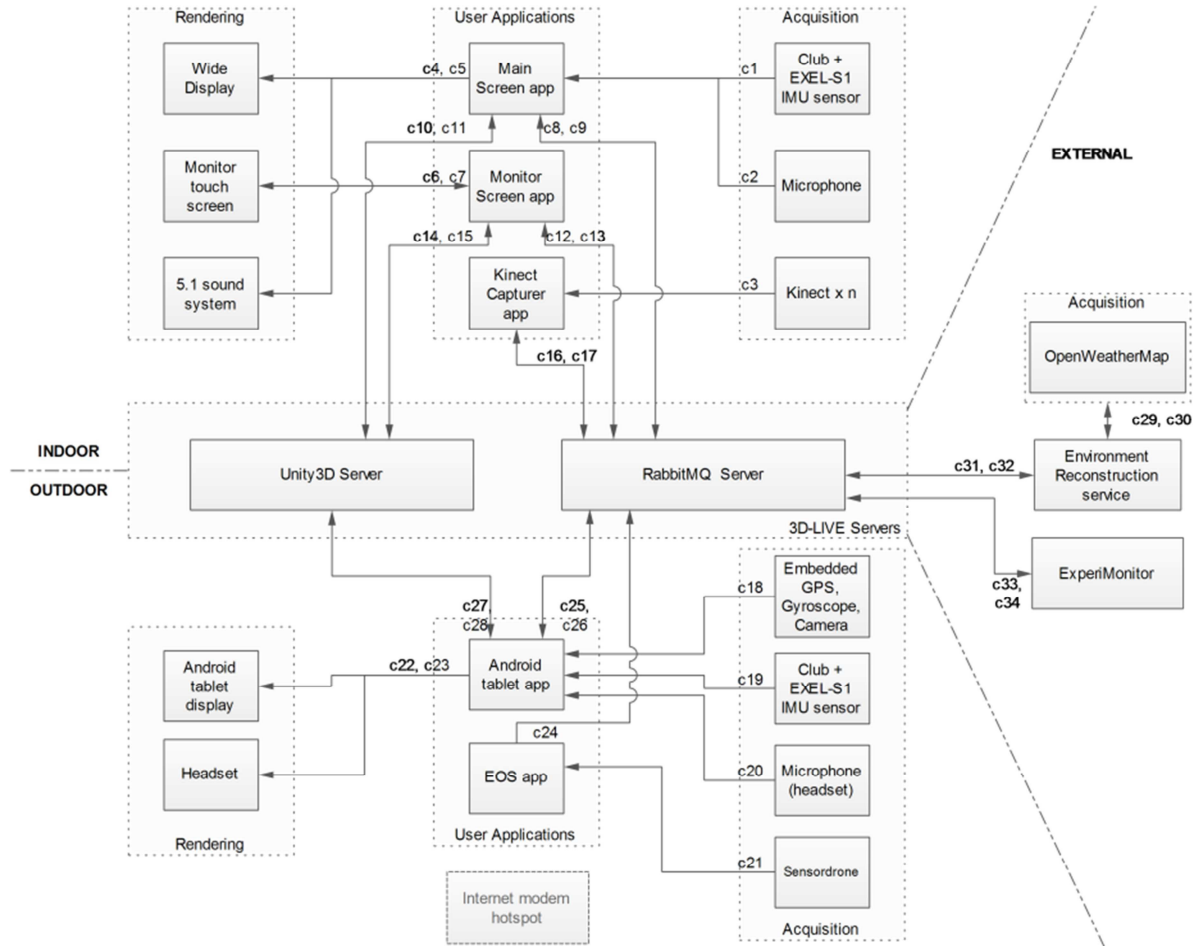 Rendering
User Applications
Acquisition
Wide
Display
c4, c5
Main
Screen app
c1
Club +
EXEL-S1
IMU sensor
c10, c11
c8, c9
EXTERNAL
Monitor
touch
screen
c6, c7
Monitor
Screen app
c2
Microphone
c14, c15
c12, c13
5.1 sound
system
Kinect
Capturer
app
c3
Kinect x n
Acquisition
OpenWeatherMap
c16, c17
c29, c30
INDOOR
OUTDOOR
Unity3D Server
RabbitMQ Server
c31, c32
Environment
Reconstruction
service
3D-LIVE Servers
ExperiMonitor
c33,
c34
c27,
c28
c25,
c26
c18
Embedded
GPS,
Gyroscope,
Camera
Android
tablet
display
c22, c23
Android
tablet app
c19
Club +
EXEL-S1
IMU sensor
c24
Headset
EOS app
c20
Microphone
(headset)
Rendering
User Applications
c21
Sensordrone
Internet modem
hotspot
Acquisition